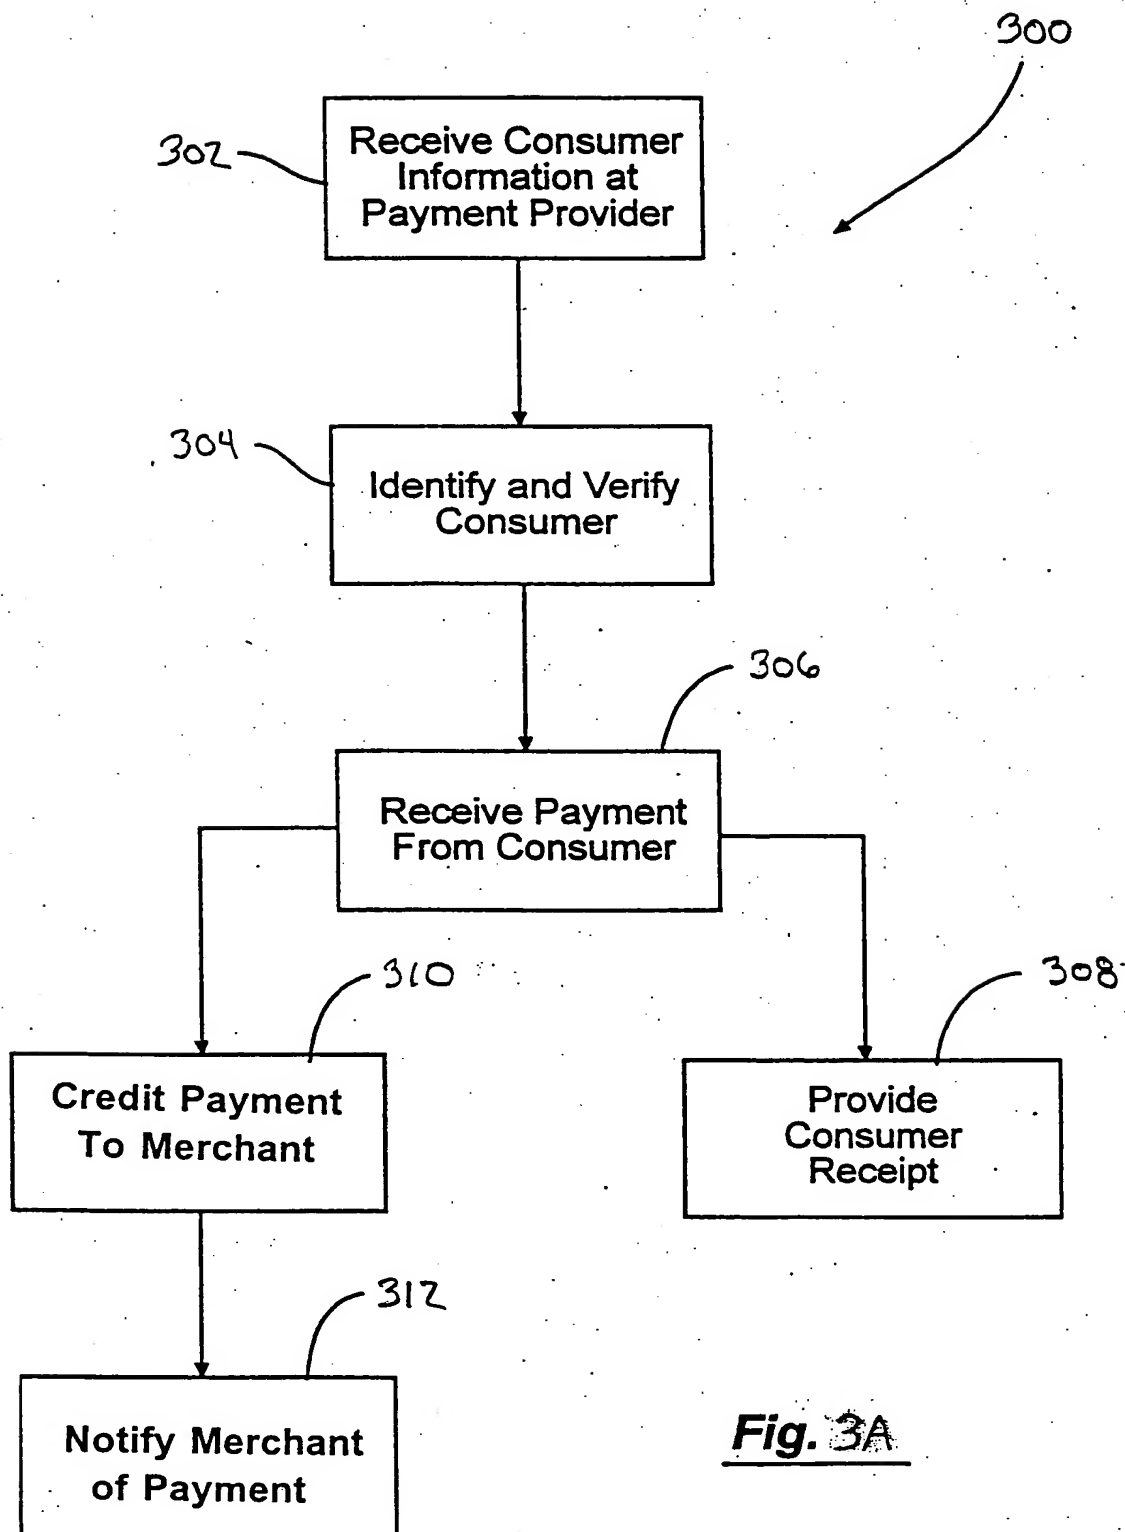 300
302
Receive Consumer
Information at
Payment Provider
304
Identify and Verify
Consumer
306
Receive Payment
From Consumer
310
308
Credit Payment
To Merchant
Provide
Consumer
Receipt
312
Notify Merchant
of Payment
Fig. 3A